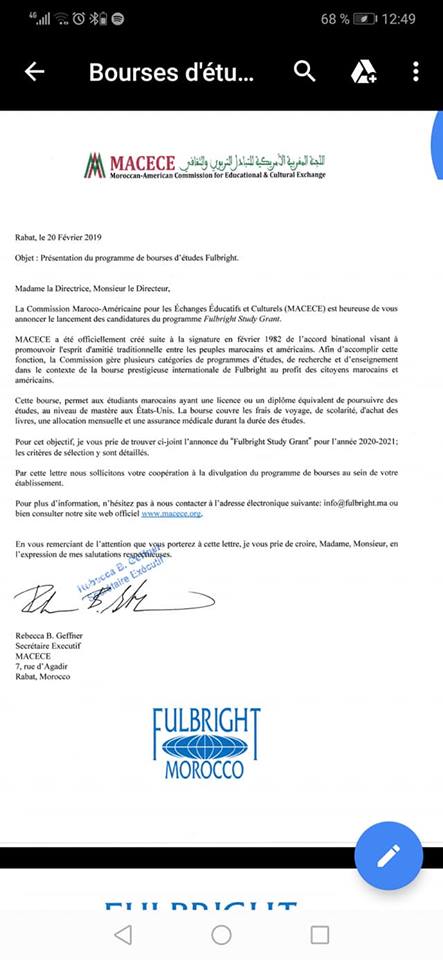 4G
68 %
12:49
Bourses d'étu...
MACECE اللجنة المغربية الأمريكية للتبادل التربوي والثقافي
Moroccan-American Commission for Educational & Cultural Exchange
Rabat, le 20 Février 2019
Objet : Présentation du programme de bourses d'études Fulbright.
Madame la Directrice, Monsieur le Directeur,
La Commission Maroco-Américaine pour les Échanges Éducatifs et Culturels (MACECE) est heureuse de vous
annoncer le lancement des candidatures du programme Fulbright Study Grant.
MACECE a été officiellement créé suite à la signature en février 1982 de l'accord binational visant à
promouvoir l'esprit d'amitié traditionnelle entre les peuples marocains et américains. Afin d'accomplir cette
fonction, la Commission gère plusieurs catégories de programmes d'études, de recherche et d'enseignement
dans le contexte de la bourse prestigieuse internationale de Fulbright au profit des citoyens marocains et
américains.
Cette bourse, permet aux étudiants marocains ayant une licence ou un diplôme équivalent de poursuivre des
études, au niveau de mastère aux États-Unis. La bourse couvre les frais de voyage, de scolarité, d'achat des
livres, une allocation mensuelle et une assurance médicale durant la durée des études.
Pour cet objectif, je vous prie de trouver ci-joint l'annonce du "Fulbright Study Grant" pour l'année 2020-2021;
les critères de sélection y sont détaillés.
Par cette lettre nous sollicitons votre coopération à la divulgation du programme de bourses au sein de votre
établissement.
Pour plus d'information, n'hésitez pas à nous contacter à l'adresse électronique suivante: info@fulbright.ma ou
bien consulter notre site web officiel www.macece.org.
En vous remerciant de l'attention que vous porterez à cette lettre, je vous prie de croire, Madame, Monsieur, en
l'expression de mes salutations respectueuses.
Rebecca B. Geffner
Secrétaire Exécutif
Rebecca B. Geffner
Secrétaire Executif
MACECE
7, rue d'Agadir
Rabat, Morocco
FULBRIGHT
MOROCCO
FULBRIGHT